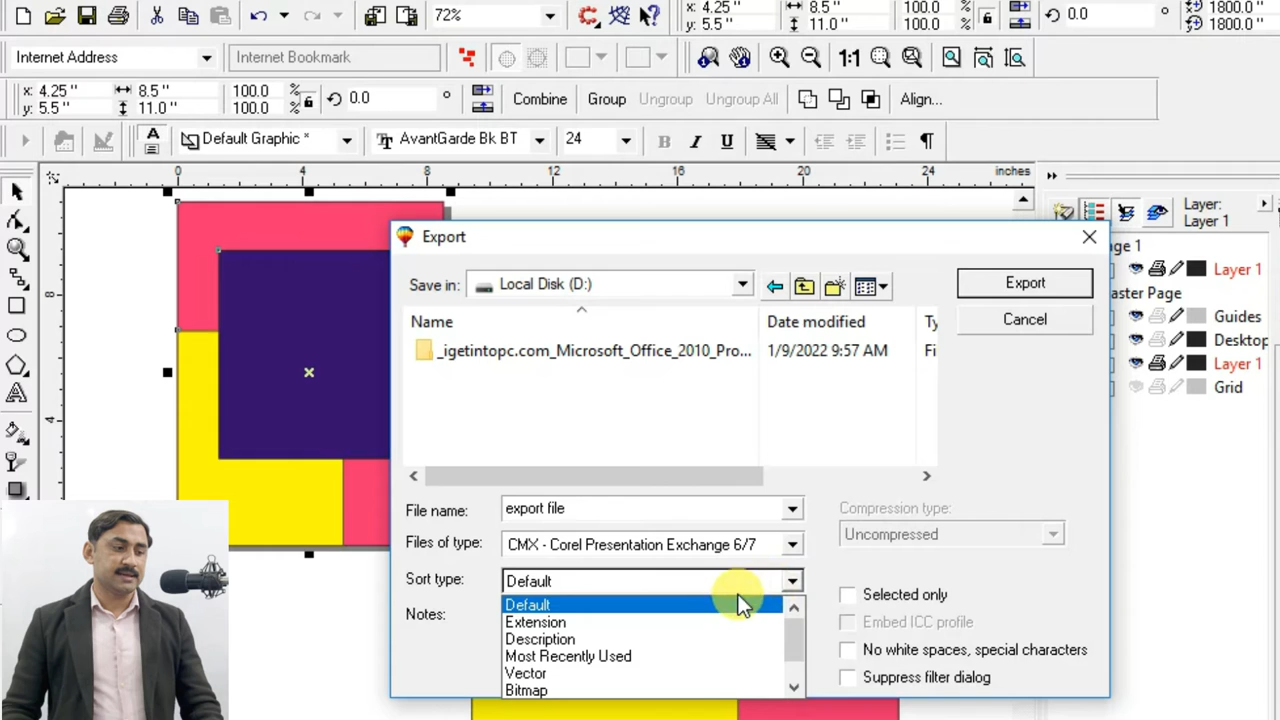 72% x: 4.25 " 8.5 " 100.0 % 0.0 ° 1800.0 "
y: 5.5 " 11.0 " 100.0 % 1800.0 "
Internet Address Internet Bookmark 1:1
x: 4.25 " 8.5 " 100.0 % 0.0 ° Combine Group Ungroup Ungroup All Align...
y: 5.5 " 11.0 " 100.0 %
Default Graphic * AvantGarde Bk BT 24 B I U
0 4 8 12 16 20 24 inches
Layer:
Layer 1
Export
age 1
Save in: Local Disk (D:) Export
Layer 1
aster Page
8
Name Date modified Ty Cancel
Guides
Desktop
_igetintopc.com_Microsoft_Office_2010_Pro... 1/9/2022 9:57 AM Fi
Layer 1
Grid
4
File name: export file Compression type:
Files of type: CMX - Corel Presentation Exchange 6/7 Uncompressed
Sort type: Default
Default Selected only
Notes: Extension Embed ICC profile
Description
Most Recently Used No white spaces, special characters
Vector Suppress filter dialog
Bitmap